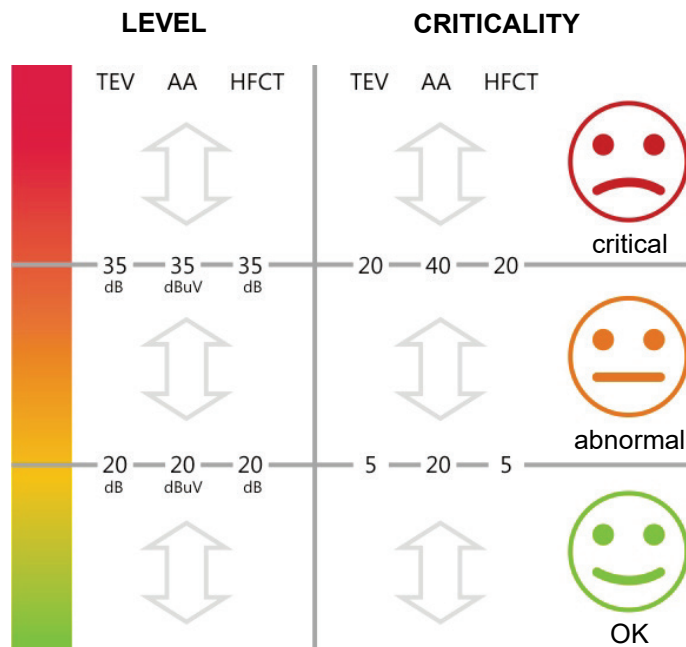 LEVEL CRITICALITY
TEV AA HFCT TEV AA HFCT
critical
35 35 35 20 40 20
dB dBuV dB
abnormal
20 20 20 5 20 5
dB dBuV dB
OK